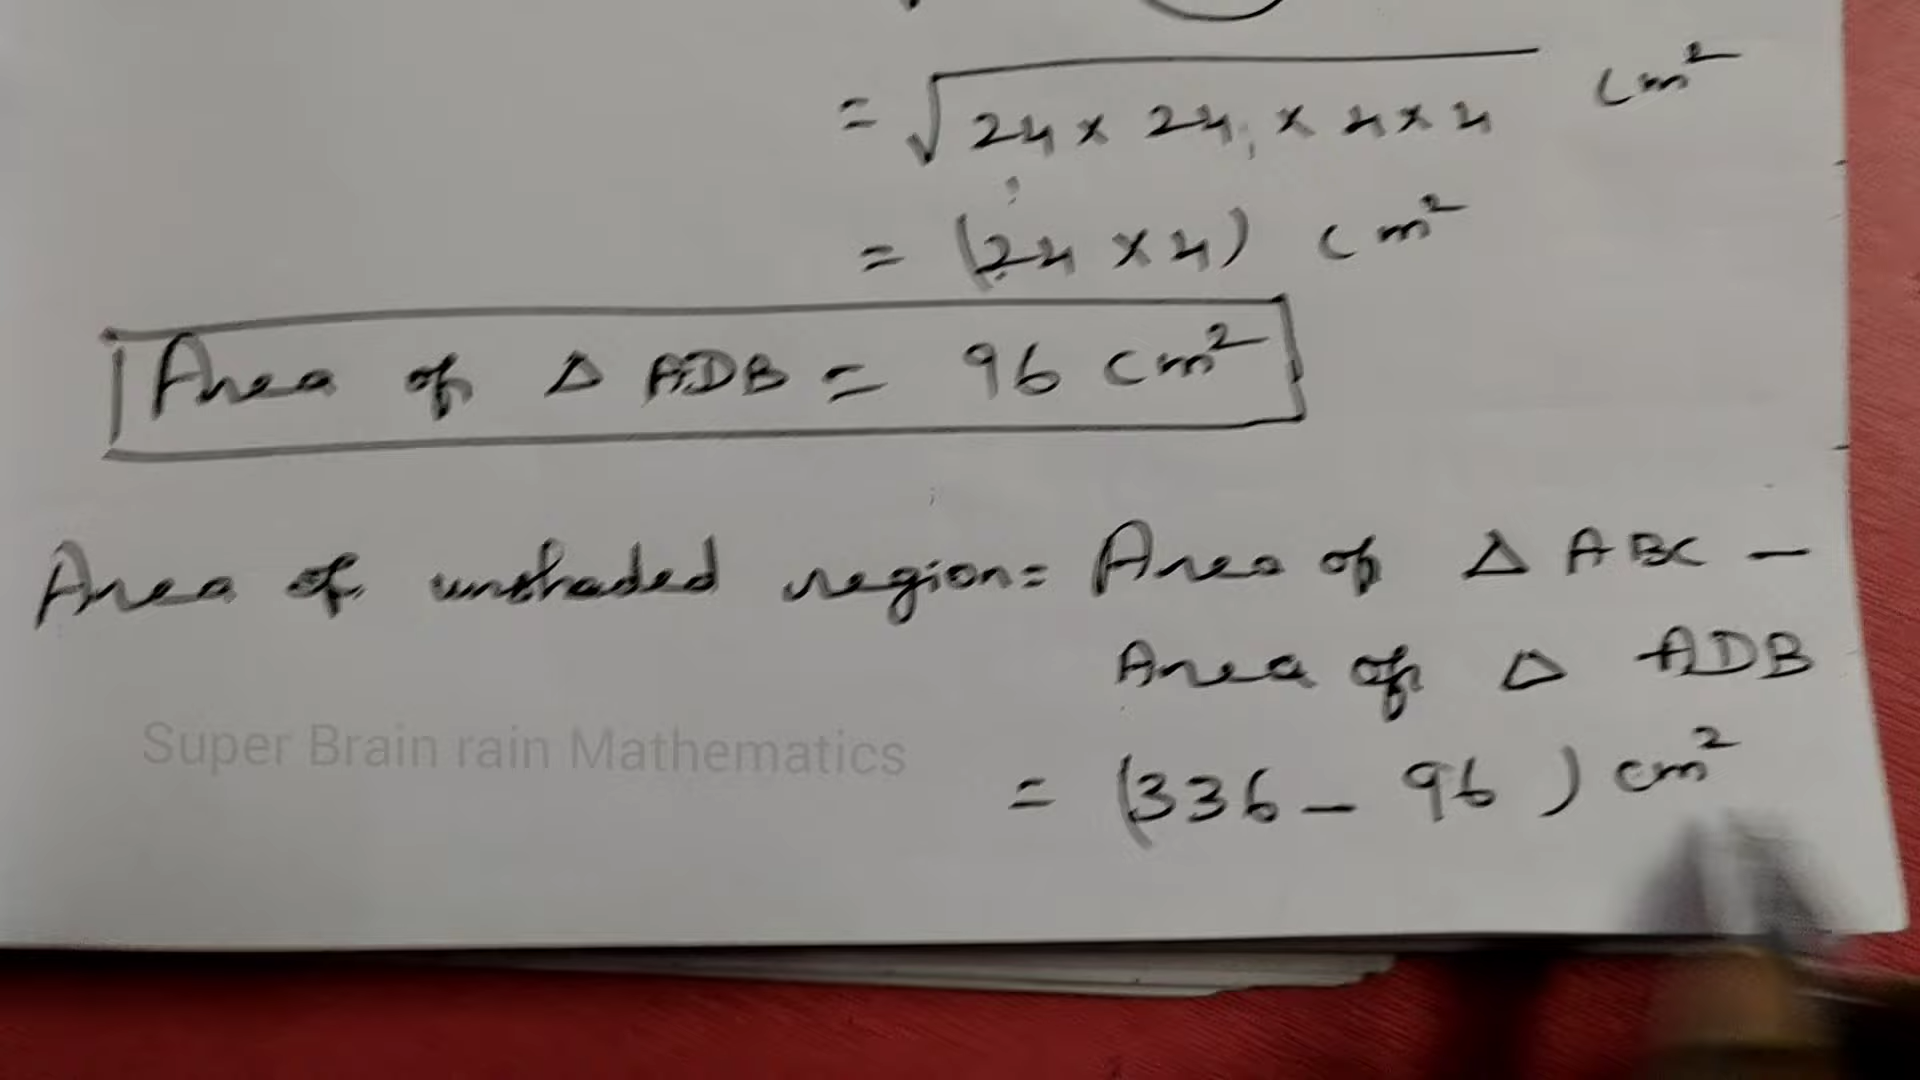 = √24 × 24 × 4 × 4 cm²
= (24 × 4) cm²
Area of Δ ADB = 96 cm²
Area of unshaded region = Area of Δ ABC −
Area of Δ ADB
Super Brain rain Mathematics
= (336 − 96) cm²